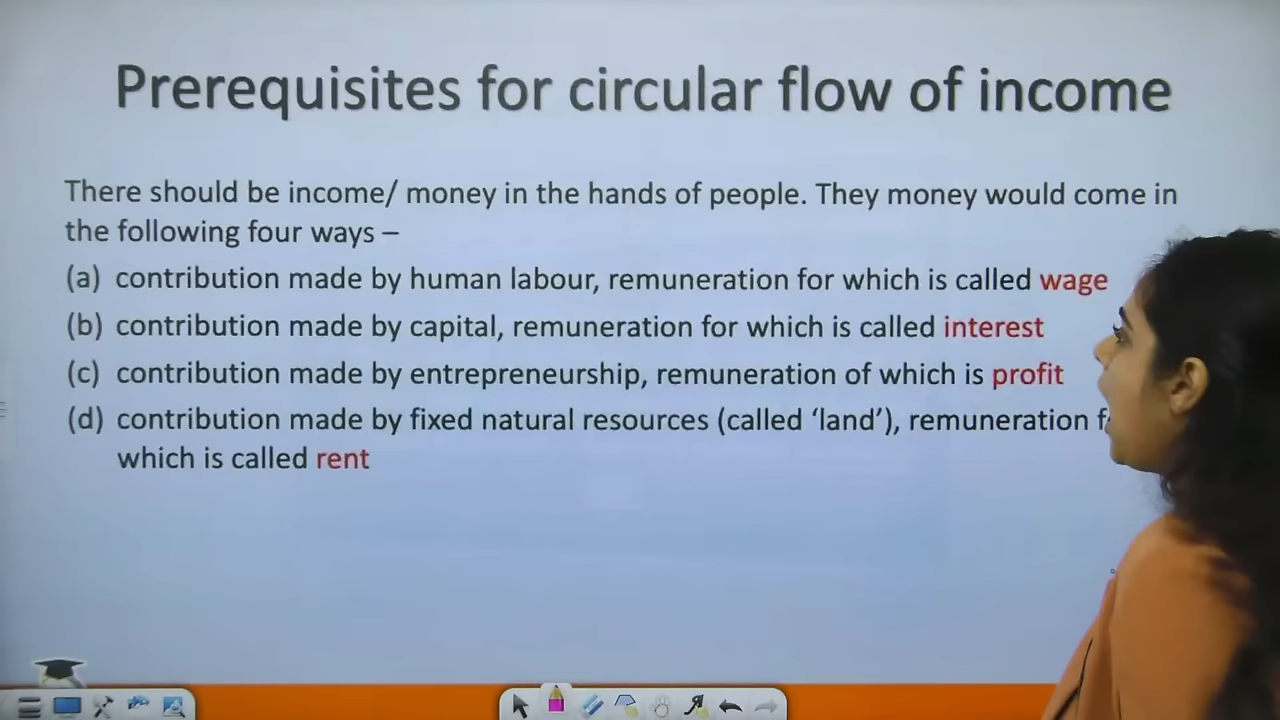 Prerequisites for circular flow of income
There should be income/ money in the hands of people. They money would come in
the following four ways –
(a) contribution made by human labour, remuneration for which is called wage
(b) contribution made by capital, remuneration for which is called interest
(c) contribution made by entrepreneurship, remuneration of which is profit
(d) contribution made by fixed natural resources (called ‘land’), remuneration
which is called rent